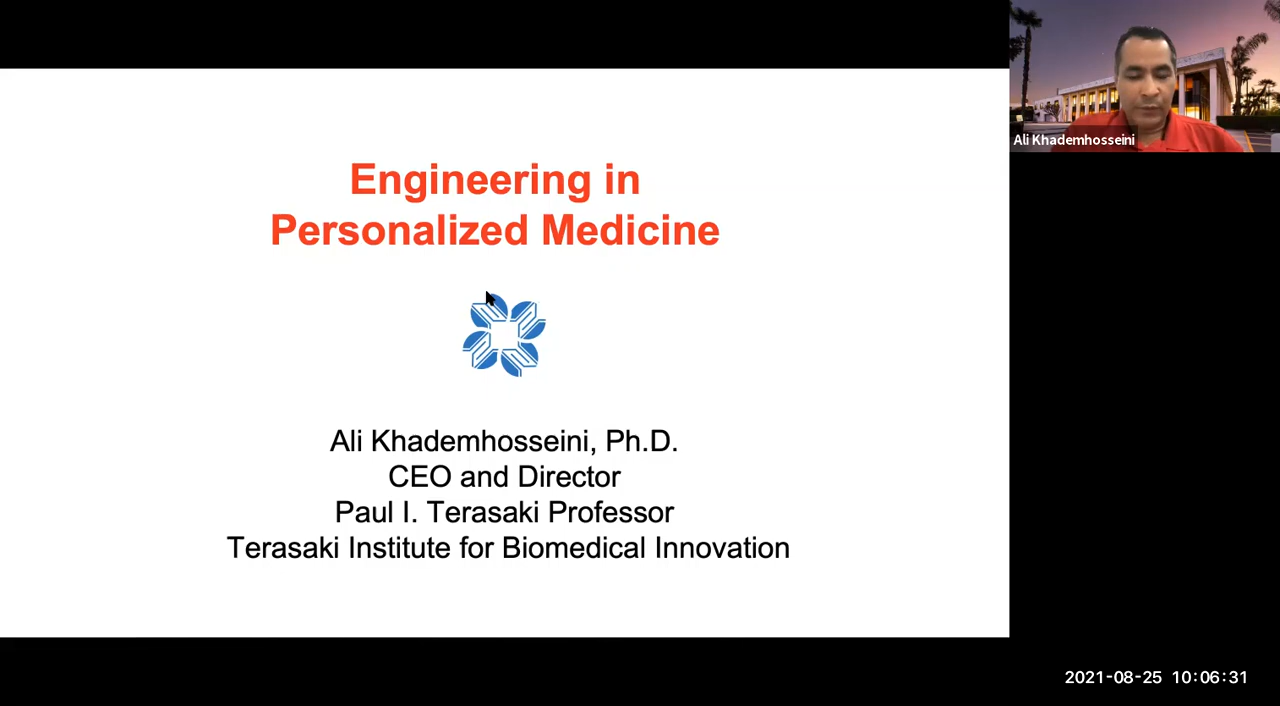 Engineering in
Personalized Medicine
Ali Khademhosseini, Ph.D.
CEO and Director
Paul I. Terasaki Professor
Terasaki Institute for Biomedical Innovation
Ali Khademhosseini
2021-08-25 10:06:31